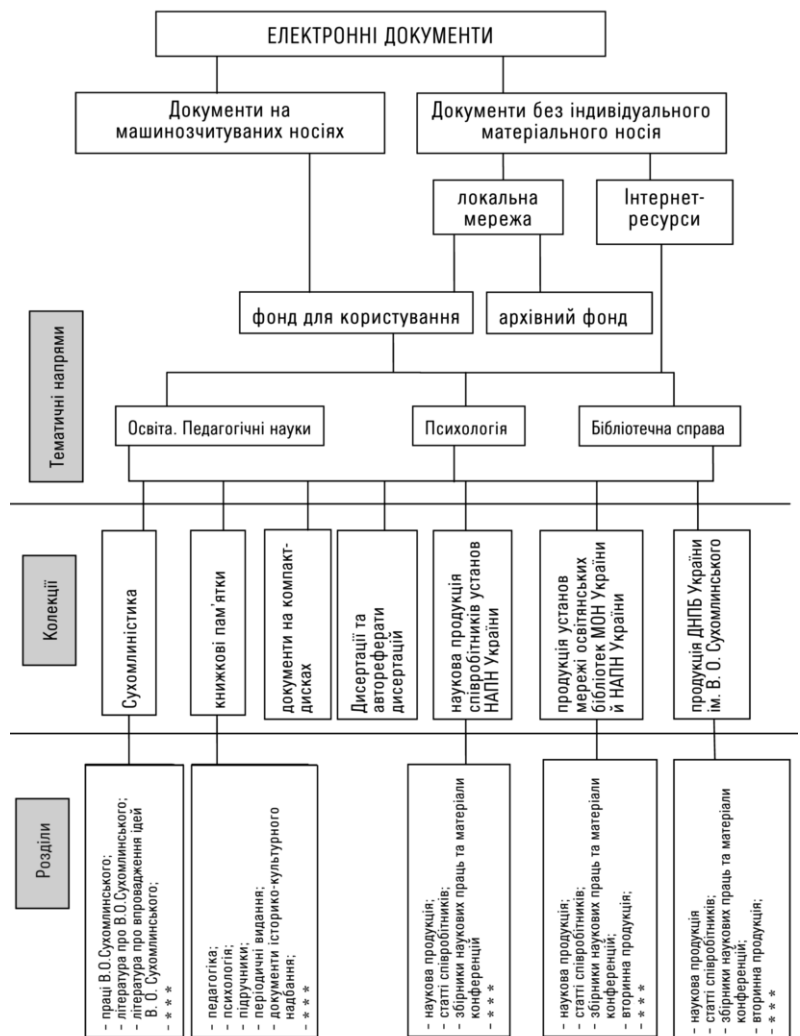 ЕЛЕКТРОННІ ДОКУМЕНТИ
Документи на
машинозчитуваних носіях
Документи без індивідуального
матеріального носія
локальна
мережа
Інтернет-
ресурси
фонд для користування
архівний фонд
Тематичні напрями
Освіта. Педагогічні науки
Психологія
Бібліотечна справа
Колекції
Сухомлиністика
книжкові пам'ятки
документи на компакт-
дисках
Дисертації та
автореферати
дисертацій
наукова продукція
співробітників установ
НАПН України
продукція установ
мережі освітянських
бібліотек МОН України
й НАПН України
продукція ДНПБ України
ім. В. О. Сухомлинського
Розділи
- праці В.О.Сухомлинського;
- література про В.О.Сухомлинського;
- література про впровадження ідей
В. О. Сухомлинського;
- * * *
- педагогіка;
- психологія;
- підручники;
- періодичні видання;
- документи історико-культурного
надбання;
- * * *
- наукова продукція;
- статті співробітників;
- збірники наукових праць та матеріали
конференцій
- * * *
- наукова продукція;
- статті співробітників;
- збірники наукових праць та матеріали
конференцій;
- вторинна продукція;
- * * *
- наукова продукція
- статті співробітників;
- збірники наукових праць та матеріали
конференцій;
- вторинна продукція;
- * * *